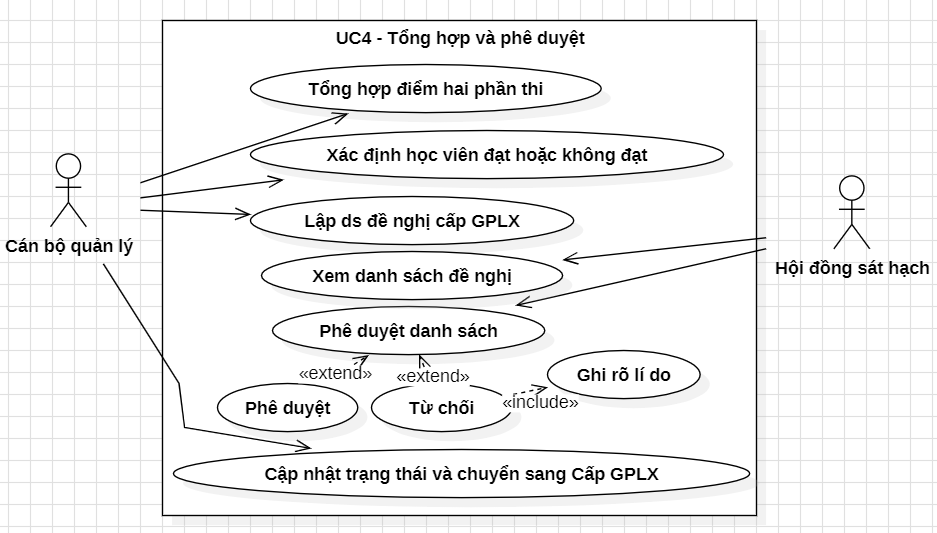 UC4 - Tổng hợp và phê duyệt
Tổng hợp điểm hai phần thi
Xác định học viên đạt hoặc không đạt
Cán bộ quản lý
Lập ds đề nghị cấp GPLX
Hội đồng sát hạch
Xem danh sách đề nghị
Phê duyệt danh sách
«extend»
«extend»
Ghi rõ lí do
Phê duyệt
Từ chối
«include»
Cập nhật trạng thái và chuyển sang Cấp GPLX